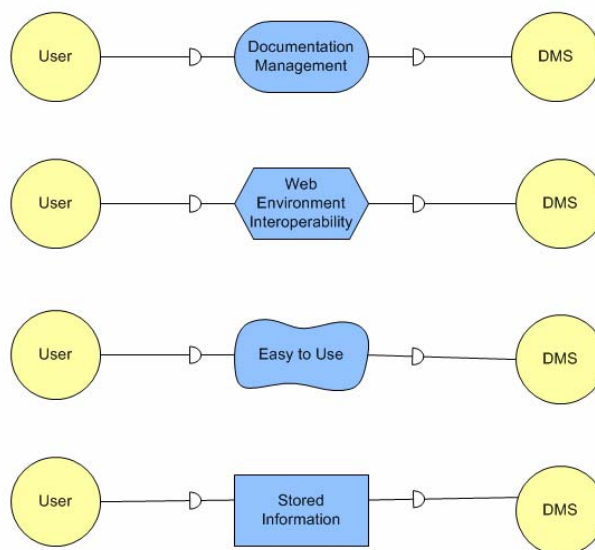 User
Documentation
Management
DMS
User
Web
Environment
Interoperability
DMS
User
Easy to Use
DMS
User
Stored
Information
DMS